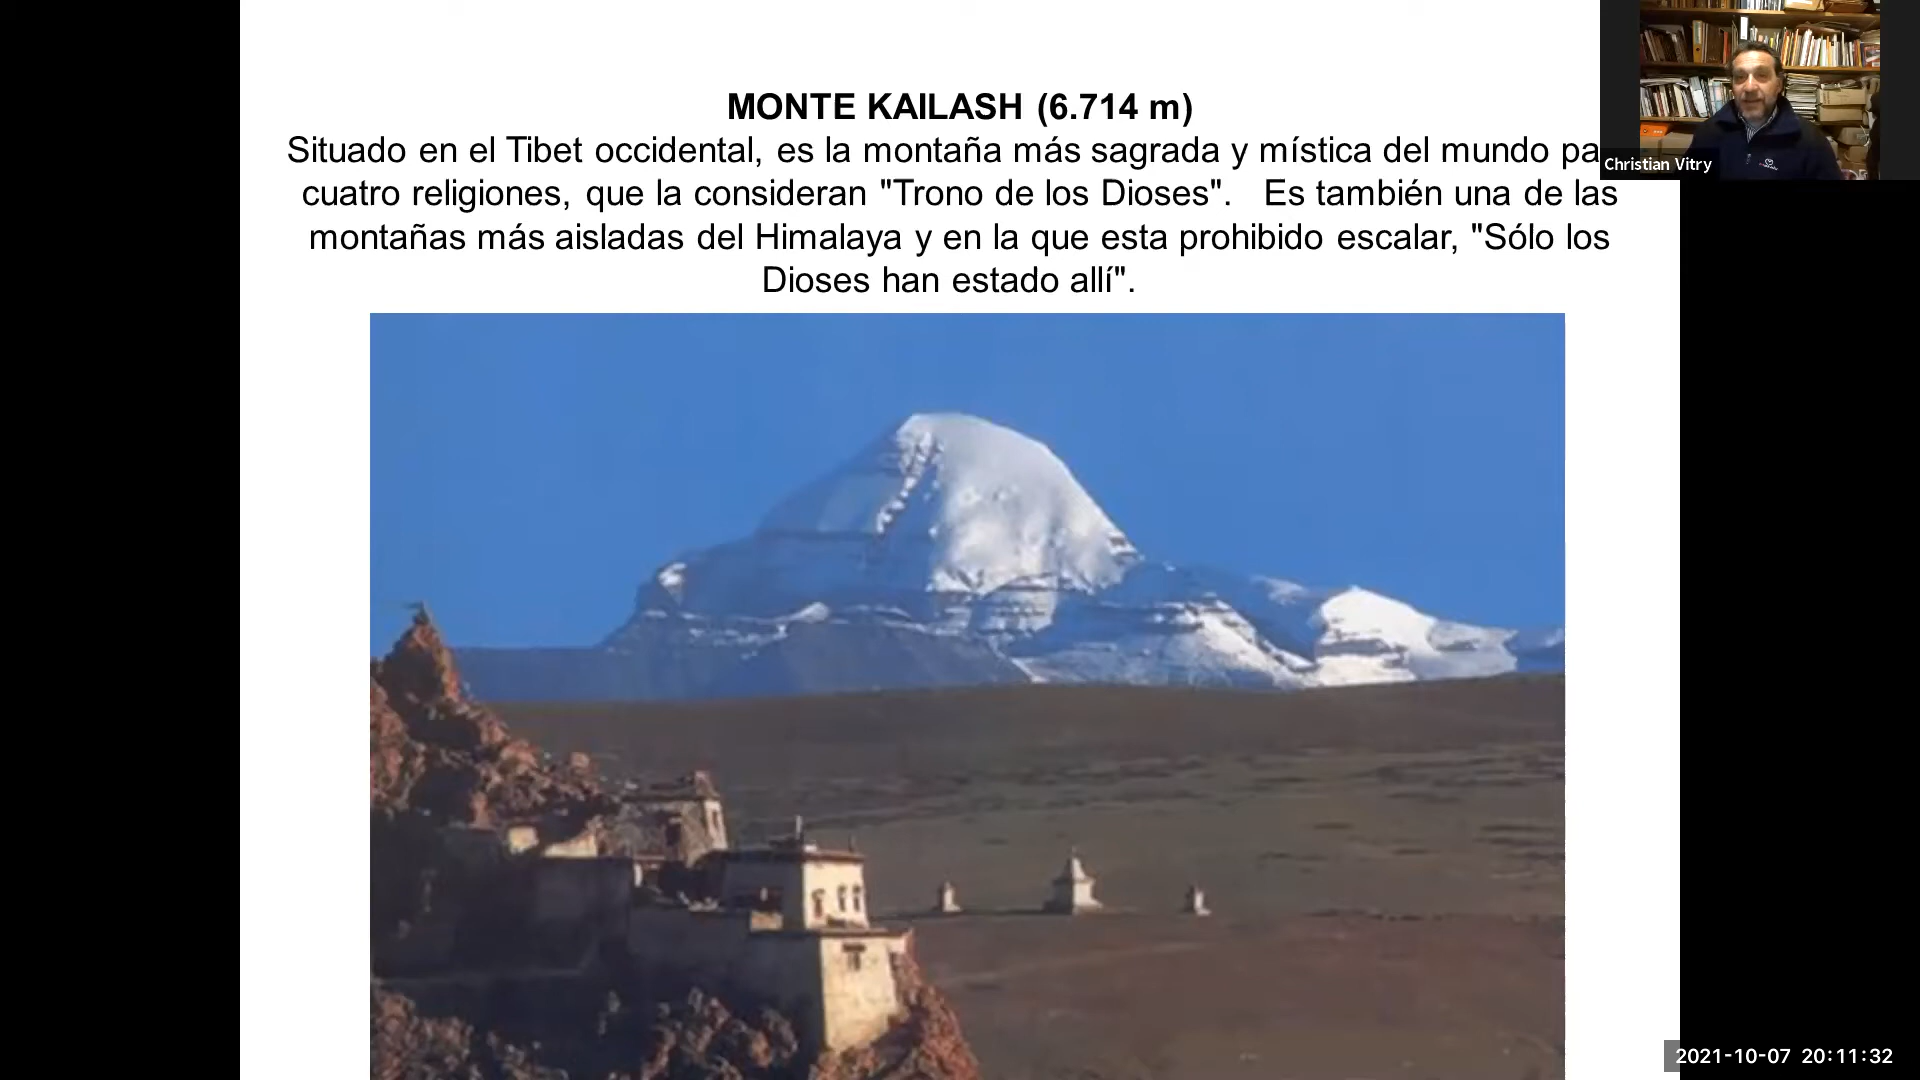 MONTE KAILASH (6.714 m)
Situado en el Tibet occidental, es la montaña más sagrada y mística del mundo pa
cuatro religiones, que la consideran "Trono de los Dioses". Es también una de las
montañas más aisladas del Himalaya y en la que esta prohibido escalar, "Sólo los
Dioses han estado allí".
Christian Vitry
2021-10-07 20:11:32